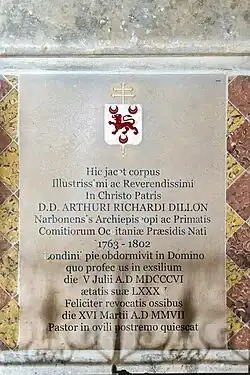 Hic jacet corpus
Illustrissimi ac Reverendissimi
In Christo Patris
D.D. ARTHURI RICHARDI DILLON
Narbonensis Archiepiscopi ac Primatis
Comitiorum Occitaniæ Præsidis Nati
1763 - 1802
Londini pie obdormivit in Domino
quo profectus in exsilium
die V Julii A.D MDCCCVI
ætatis suæ LXXX
Feliciter revocatis ossibus
die XVI Martii A.D MMVII
Pastor in ovili postremo quiescat